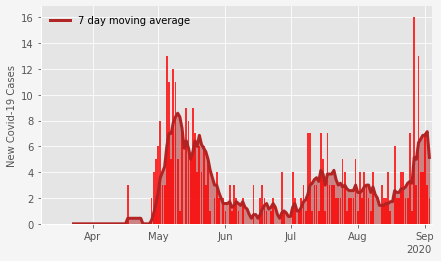 7 day moving average
New Covid-19 Cases
16
14
12
10
8
6
4
2
0
Apr
May
Jun
Jul
Aug
Sep
2020